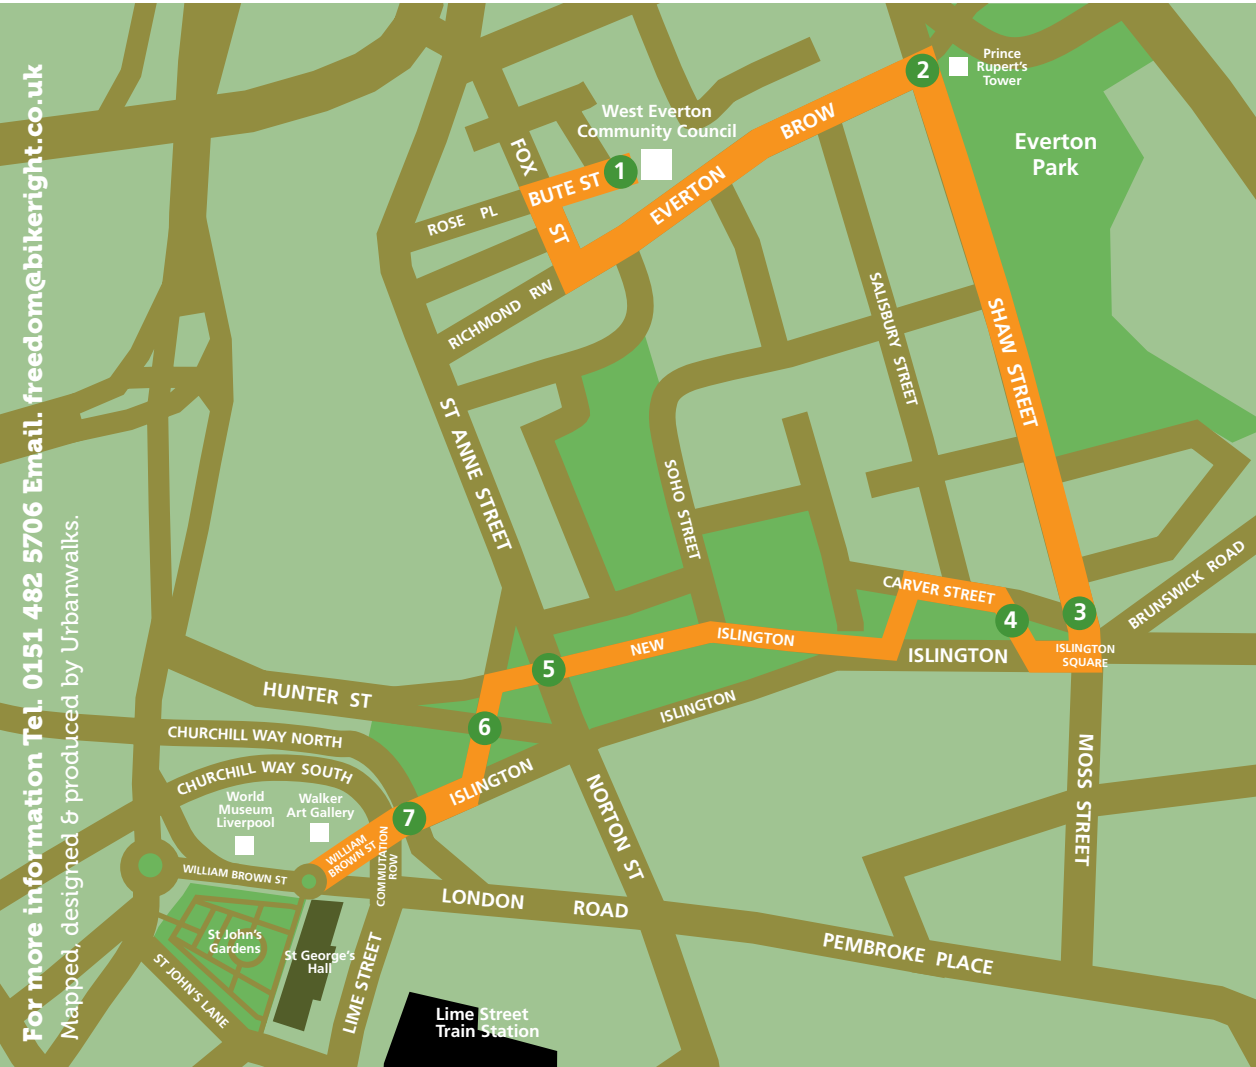 For more information Tel. 0151 482 5706 Email. freedom@bikeright.co.uk
Mapped, designed & produced by Urbanwalks.
Prince
Rupert's
Tower
2
West Everton
Community Council
BROW
Everton
Park
FOX
BUTE ST
1
EVERTON
ROSE PL
ST
RICHMOND RW
SALISBURY STREET
SHAW STREET
ST ANNE STREET
SOHO STREET
BRUNSWICK ROAD
CARVER STREET
4
3
NEW
ISLINGTON
ISLINGTON
ISLINGTON
SQUARE
5
HUNTER ST
ISLINGTON
6
CHURCHILL WAY NORTH
CHURCHILL WAY SOUTH
ISLINGTON
MOSS STREET
World
Museum
Liverpool
Walker
Art Gallery
7
NORTON ST
WILLIAM
BROWN ST
COMMUTATION
ROW
WILLIAM BROWN ST
LONDON ROAD
St John's
Gardens
St George's
Hall
PEMBROKE PLACE
ST JOHN'S LANE
LIME STREET
Lime Street
Train Station